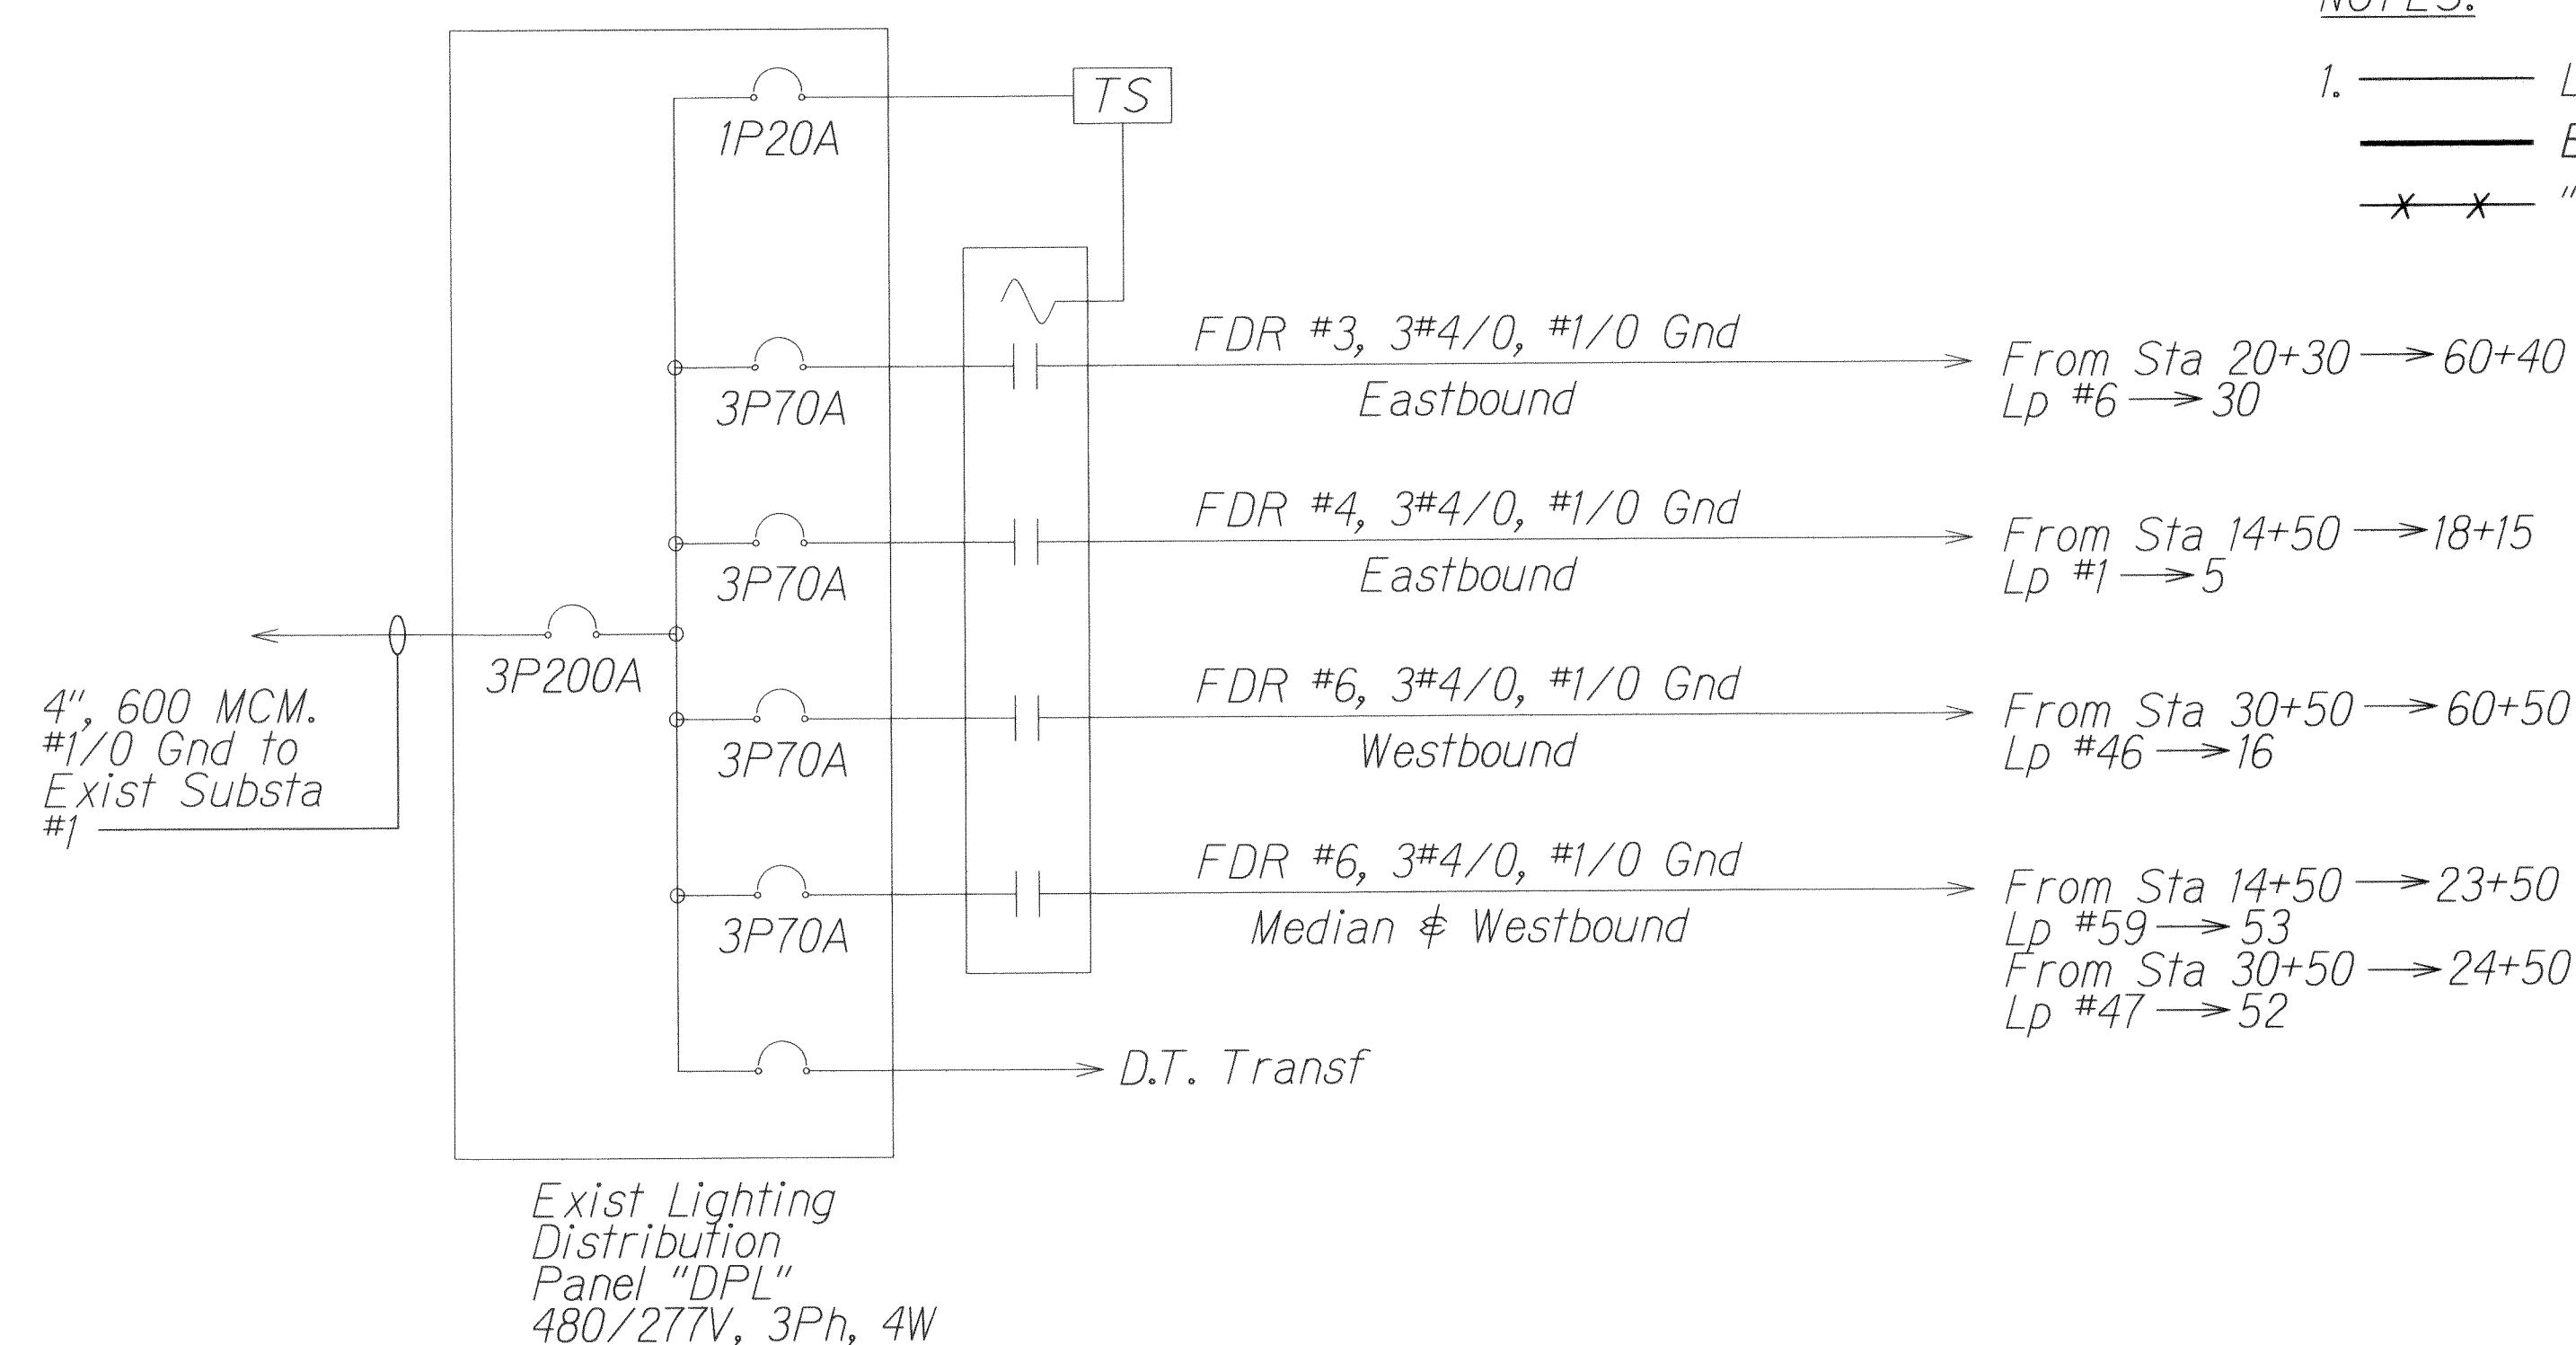 NOTES:
1.
TS
1P20A
FDR #3, 3#4/0, #1/0 Gnd
Eastbound
From Sta 20+30 → 60+40
Lp #6 → 30
3P70A
FDR #4, 3#4/0, #1/0 Gnd
Eastbound
From Sta 14+50 → 18+15
Lp #1 → 5
3P70A
3P200A
4", 600 MCM.
#1/0 Gnd to
Exist Substa
#1
FDR #6, 3#4/0, #1/0 Gnd
Westbound
From Sta 30+50 → 60+50
Lp #46 → 16
3P70A
FDR #6, 3#4/0, #1/0 Gnd
Median & Westbound
From Sta 14+50 → 23+50
Lp #59 → 53
From Sta 30+50 → 24+50
Lp #47 → 52
3P70A
D.T. Transf
Exist Lighting
Distribution
Panel "DPL"
480/277V, 3Ph, 4W